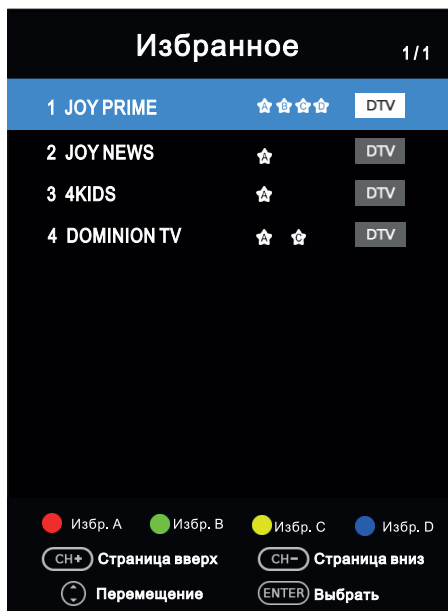 Избранное 1/1
1 JOY PRIME A B C D DTV
2 JOY NEWS A DTV
3 4KIDS A DTV
4 DOMINION TV A C DTV
Избр. A Избр. B Избр. C Избр. D
CH+ Страница вверх CH- Страница вниз
Перемещение ENTER Выбрать